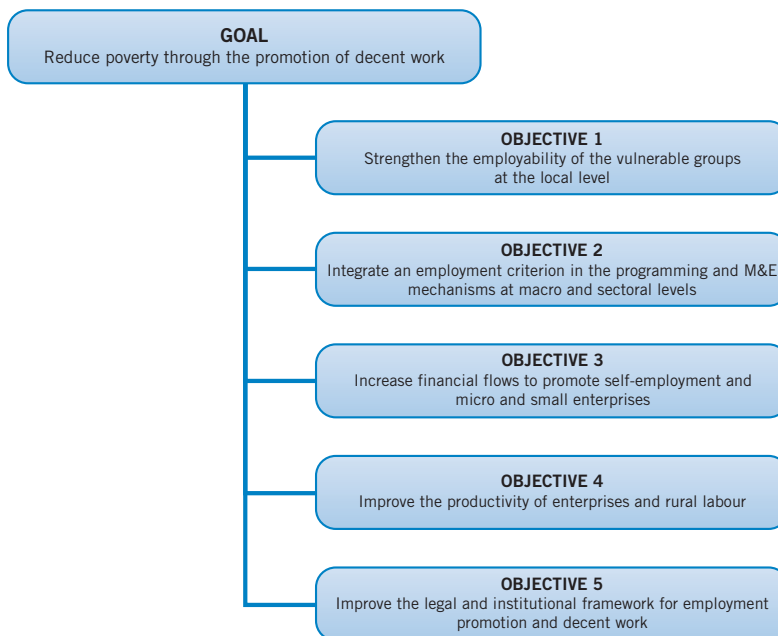 GOAL
Reduce poverty through the promotion of decent work
OBJECTIVE 1
Strengthen the employability of the vulnerable groups
at the local level
OBJECTIVE 2
Integrate an employment criterion in the programming and M&E
mechanisms at macro and sectoral levels
OBJECTIVE 3
Increase financial flows to promote self-employment and
micro and small enterprises
OBJECTIVE 4
Improve the productivity of enterprises and rural labour
OBJECTIVE 5
Improve the legal and institutional framework for employment
promotion and decent work